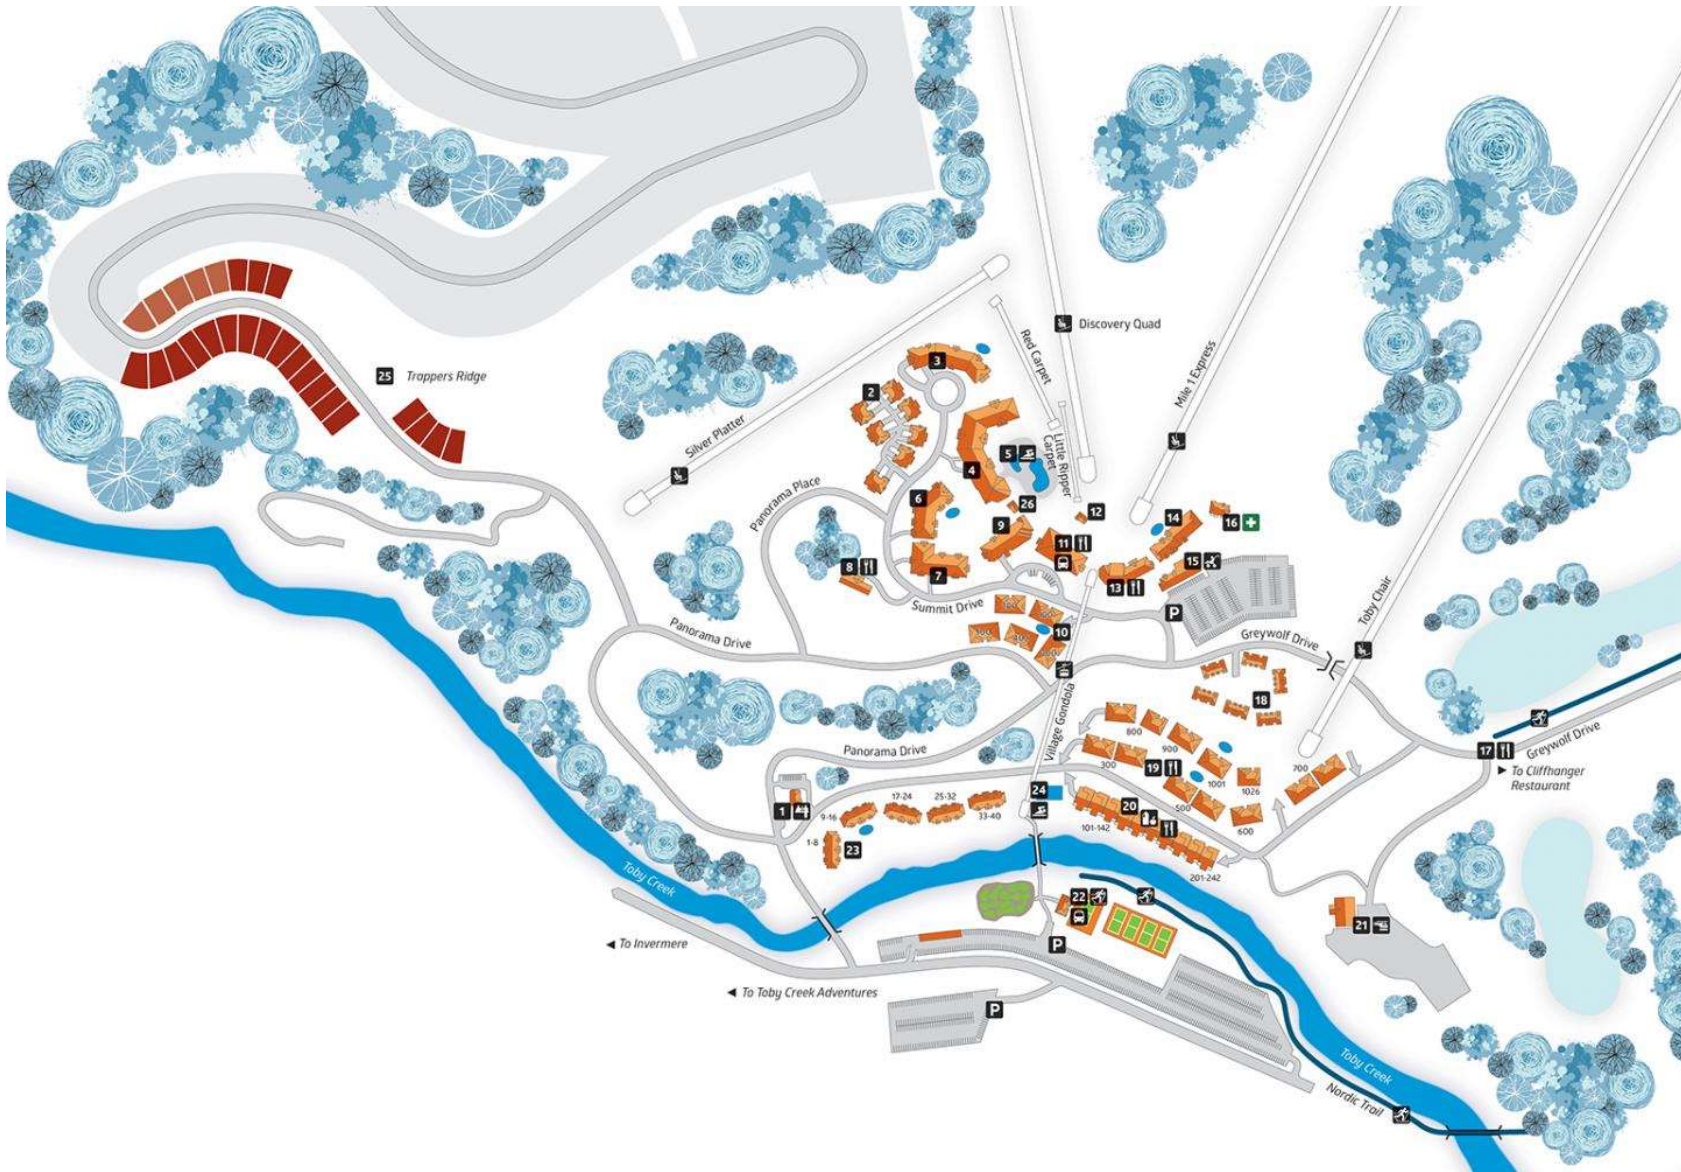 Discovery Quad
Red Carpet
Mile 1 Express
3
25
Trappers Ridge
2
Silver Platter
Little Ripper
Carpet
5
4
Panorama Place
6
26
12
9
14
16
11
8
7
15
13
Toby Chair
Summit Drive
P
Panorama Drive
10
Greywolf Drive
18
Village Gondola
800
900
Panorama Drive
300
19
1001
1026
700
17
Greywolf Drive
To Cliffhanger
Restaurant
1
9-16
17-24
25-32
33-40
24
500
600
20
101-142
1-8
23
201-242
Toby Creek
22
21
To Invermere
P
To Toby Creek Adventures
P
Toby Creek
Nordic Trail